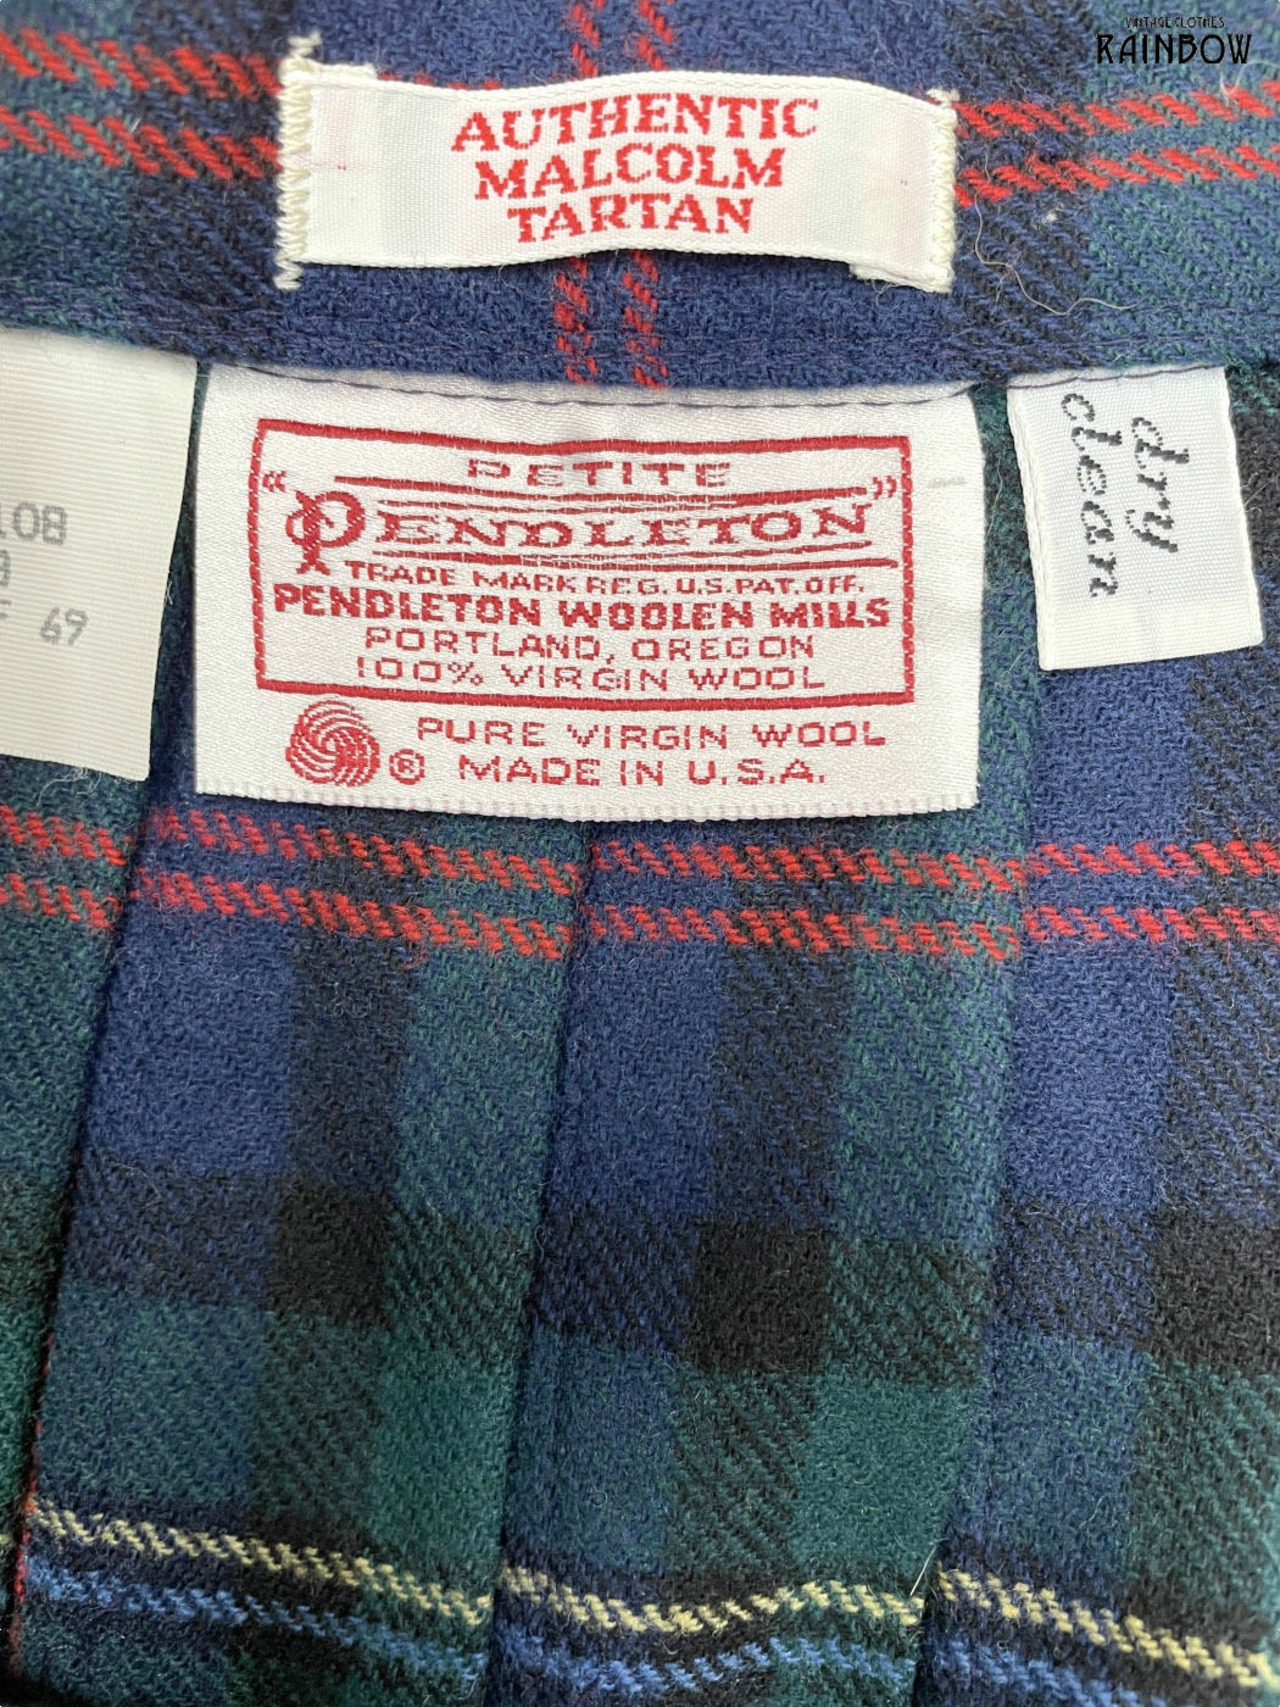 VINTAGE CLOTHES
RAINBOW
AUTHENTIC
MALCOLM
TARTAN
PETITE
"PENDLETON"
TRADE MARK REG. U.S. PAT. OFF.
PENDLETON WOOLEN MILLS
PORTLAND, OREGON
100% VIRGIN WOOL
PURE VIRGIN WOOL
® MADE IN U.S.A.
dry
clean
69